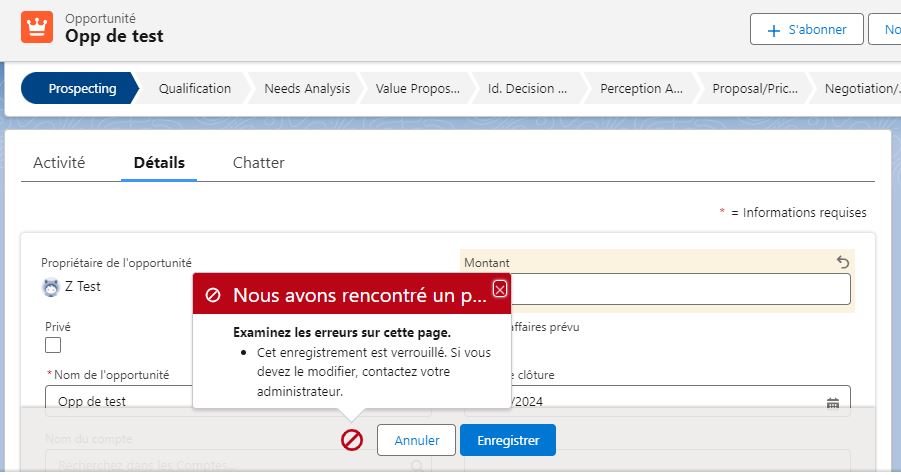 Opportunité
Opp de test
S'abonner
No
Prospecting
Qualification
Needs Analysis
Value Propos...
Id. Decision ...
Perception A...
Proposal/Pric...
Negotiation/.
Activité
Détails
Chatter
* = Informations requises
Propriétaire de l'opportunité
Montant
Z Test
Nous avons rencontré un p...
Examinez les erreurs sur cette page.
Privé
affaires prévu
• Cet enregistrement est verrouillé. Si vous
devez le modifier, contactez votre
administrateur.
* Nom de l'opportunité
clôture
Opp de test
/2024
Nom du compte
Annuler
Enregistrer
Recherchez dans les Comptes...